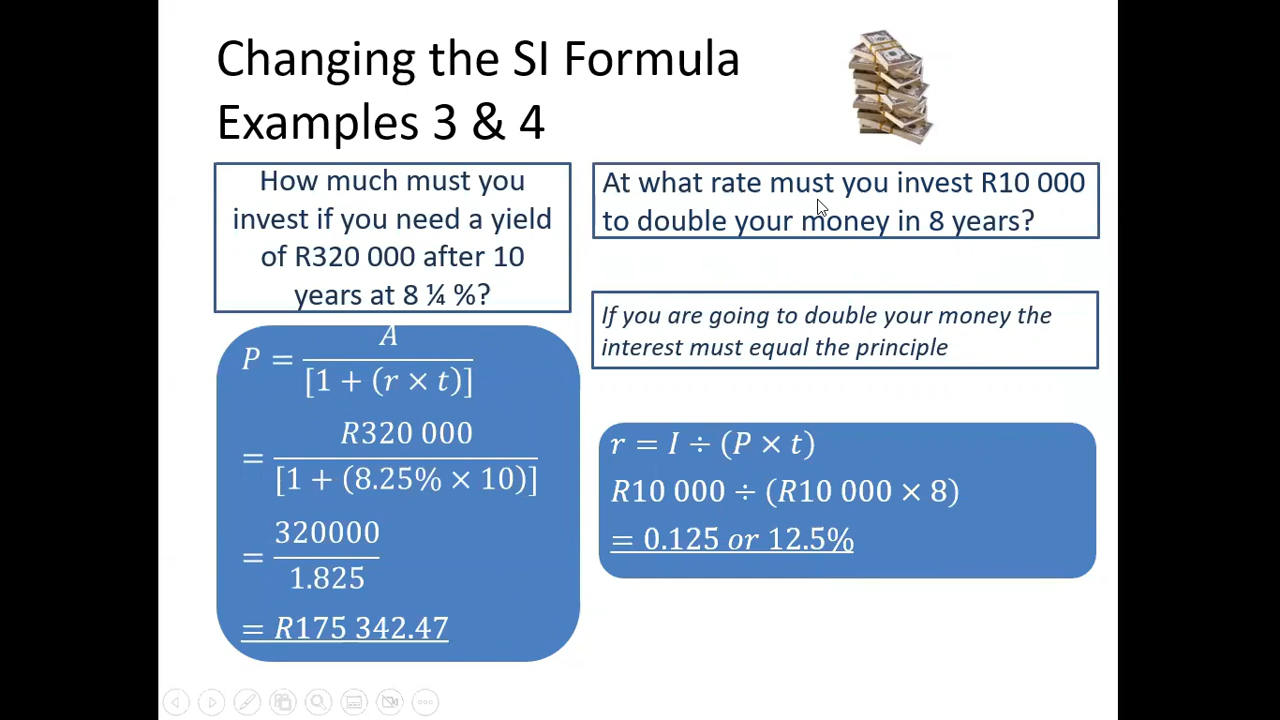 Changing the SI Formula
Examples 3 & 4
How much must you
invest if you need a yield
of R320 000 after 10
years at 8 ¼ %?
P = A / [1 + (r × t)]
= R320 000 / [1 + (8.25% × 10)]
= 320000 / 1.825
= R175 342.47
At what rate must you invest R10 000
to double your money in 8 years?
If you are going to double your money the
interest must equal the principle
r = I ÷ (P × t)
R10 000 ÷ (R10 000 × 8)
= 0.125 or 12.5%